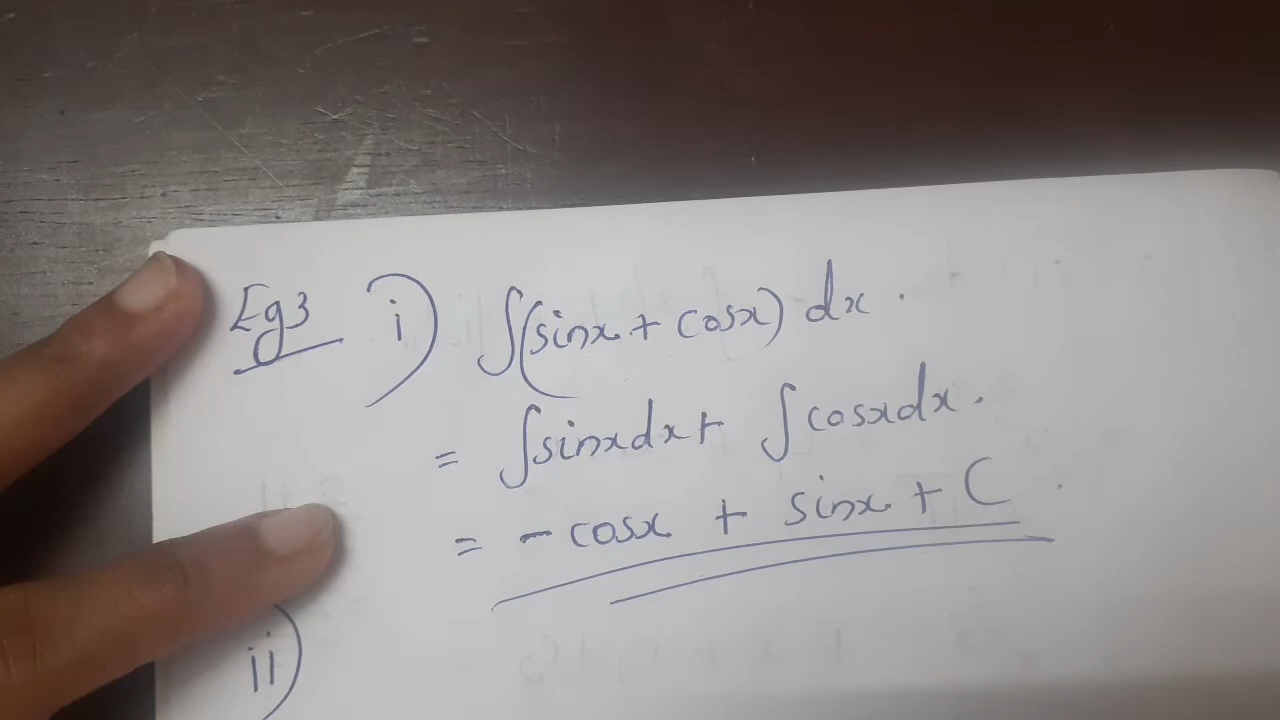 Eg3 i) ∫(sinx + cosx) dx.
= ∫sinxdx + ∫cosxdx.
= -cosx + sinx + C.
ii)